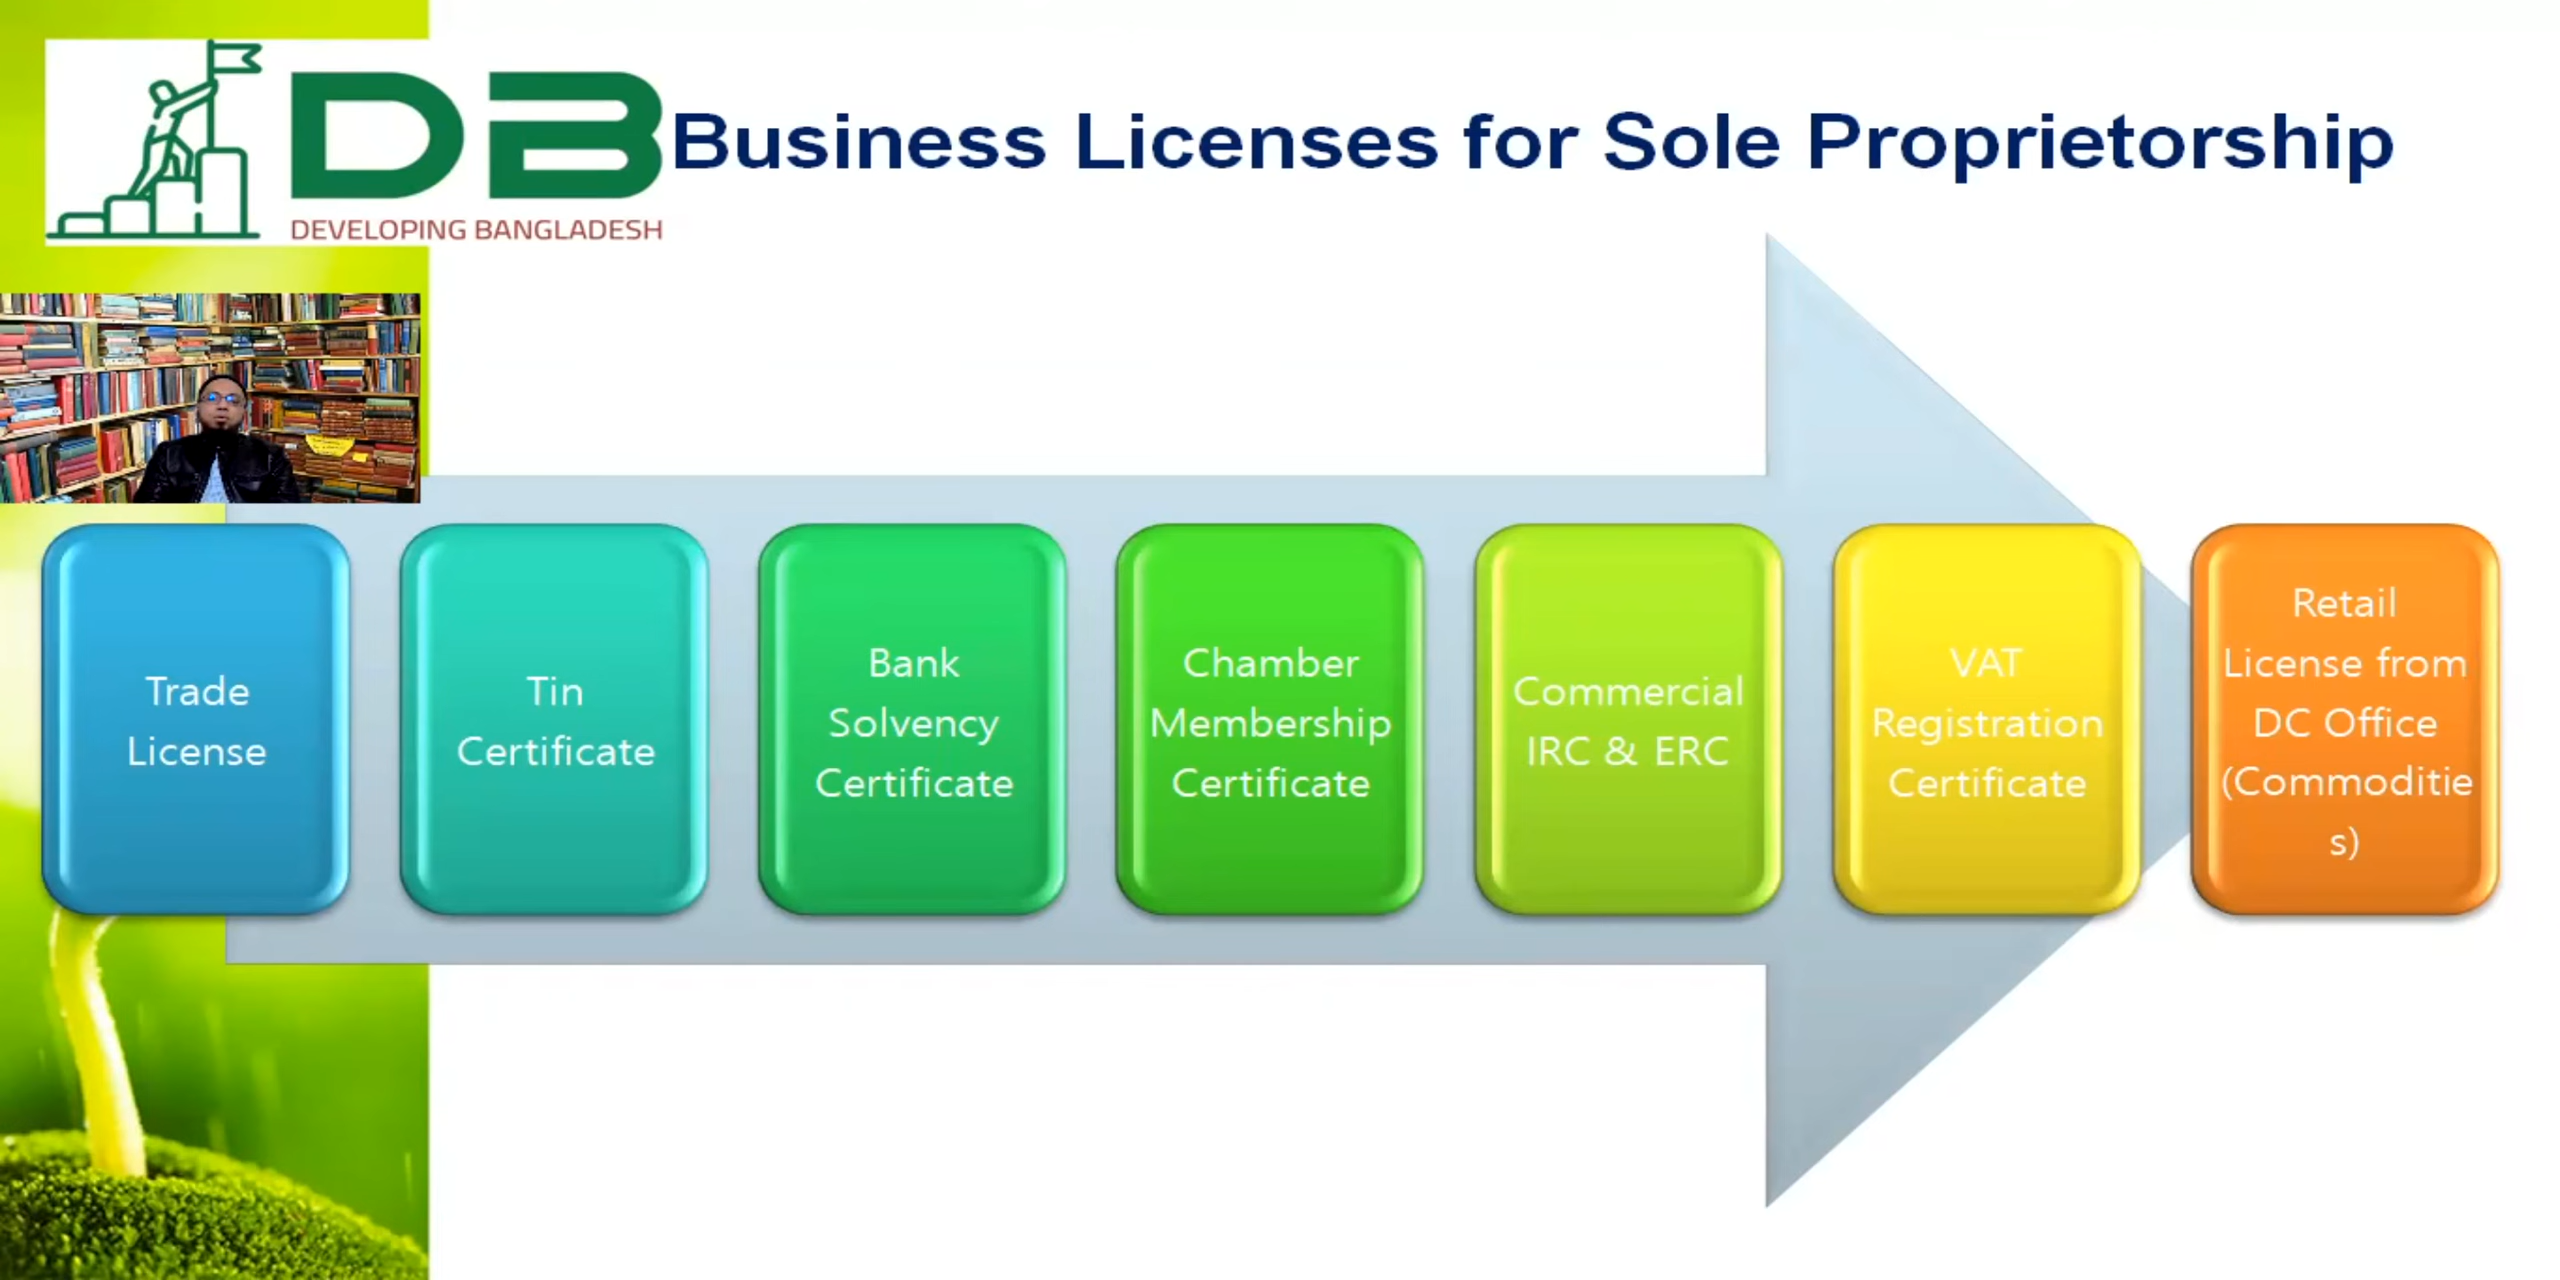 DB
DEVELOPING BANGLADESH
Business Licenses for Sole Proprietorship
Trade
License
Tin
Certificate
Bank
Solvency
Certificate
Chamber
Membership
Certificate
Commercial
IRC & ERC
VAT
Registration
Certificate
Retail
License from
DC Office
(Commoditie
s)